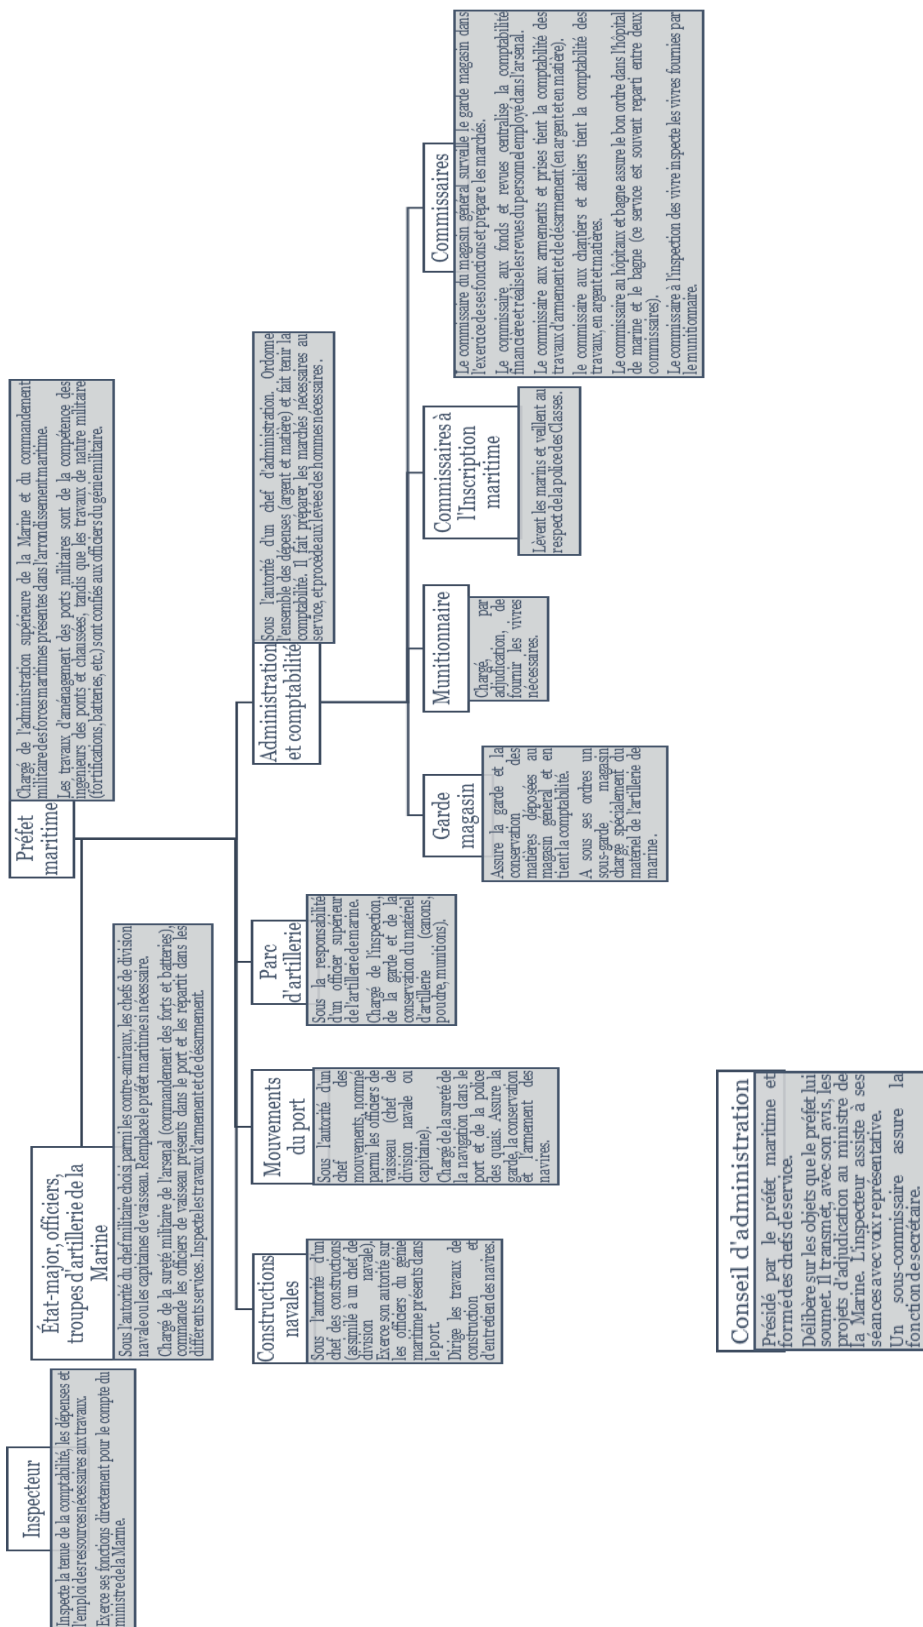 Inspecteur
Inspecte la tenue de la comptabilité, les dépenses et
l'emploi des ressources nécessaires aux travaux.
Exerce ses fonctions directement pour le compte du
ministre de la Marine.
État-major, officiers,
troupes d'artillerie de la
Marine
Sous l'autorité du chef militaire choisi parmi les contre-amiraux, les chefs de division
navale ou les capitaines de vaisseau. Remplace le préfet maritime si nécessaire.
Chargé de la sureté militaire de l'arsenal (commandement des forts et batteries),
commande les officiers de vaisseau présents dans le port et les repartit dans les
différents services. Inspecte les travaux d'armement et de désarmement.
Préfet
maritime
Chargé de l'administration supérieure de la Marine et du commandement
militaire des forces maritimes présentes dans l'arrondissement maritime.
Les travaux d'aménagement des ports militaires sont de la compétence des
ingénieurs des ponts et chaussées, tandis que les travaux de nature militaire
(fortifications, batteries, etc.) sont confiés aux officiers du génie militaire.
Constructions
navales
Sous l'autorité d'un
chef des constructions
(assimilé à un chef de
division navale).
Exerce son autorité sur
les officiers du génie
maritime présents dans
le port.
Dirige les travaux de
construction et
d'entretien des navires.
Mouvements
du port
Sous l'autorité d'un
chef des
mouvements, nommé
parmi les officiers de
vaisseau (chef de
division navale ou
capitaine).
Chargé de la sureté de
la navigation dans le
port et de la police
des quais. Assure la
garde, la conservation
et l'armement des
navires.
Parc
d'artillerie
Sous la responsabilité
d'un officier supérieur
de l'artillerie de marine.
Chargé de l'inspection,
de la garde et de la
conservation du matériel
d'artillerie (canons,
poudre, munitions).
Administration
et comptabilité
Sous l'autorité d'un chef d'administration. Ordonne
l'ensemble des dépenses (argent et matière) et fait tenir la
comptabilité. Il fait préparer les marchés nécessaires au
service, et procède aux levées des hommes nécessaires.
Garde
magasin
Assure la garde et la
conservation des
matières déposées au
magasin général et en
tient la comptabilité.
A sous ses ordres un
sous-garde magasin
chargé spécialement du
matériel de l'artillerie de
marine.
Munitionnaire
Chargé, par
adjudication, de
fournir les vivres
nécessaires.
Commissaires à
l'Inscription
maritime
Lèvent les marins et veillent au
respect de la police des Classes.
Commissaires
Le commissaire du magasin général surveille le garde magasin dans
l'exercice de ses fonctions et prépare les marchés.
Le commissaire aux fonds et revues centralise la comptabilité
financière et réalise les revues du personnel employé dans l'arsenal.
Le commissaire aux armements et prises tient la comptabilité des
travaux d'armement et de désarmement (en argent et en matière).
le commissaire aux chantiers et ateliers tient la comptabilité des
travaux, en argent et matières.
Le commissaire au hôpitaux et bagne assure le bon ordre dans l'hôpital
de marine et le bagne (ce service est souvent reparti entre deux
commissaires).
Le commissaire à l'inspection des vivre inspecte les vivres fournies par
le munitionnaire.
Conseil d'administration
Présidé par le préfet maritime et
formé des chefs de service.
Délibère sur les objets que le préfet lui
soumet. Il transmet, avec son avis, les
projets d'adjudication au ministre de
la Marine. L'inspecteur assiste à ses
séances avec voix représentative.
Un sous-commissaire assure la
fonction de secrétaire.